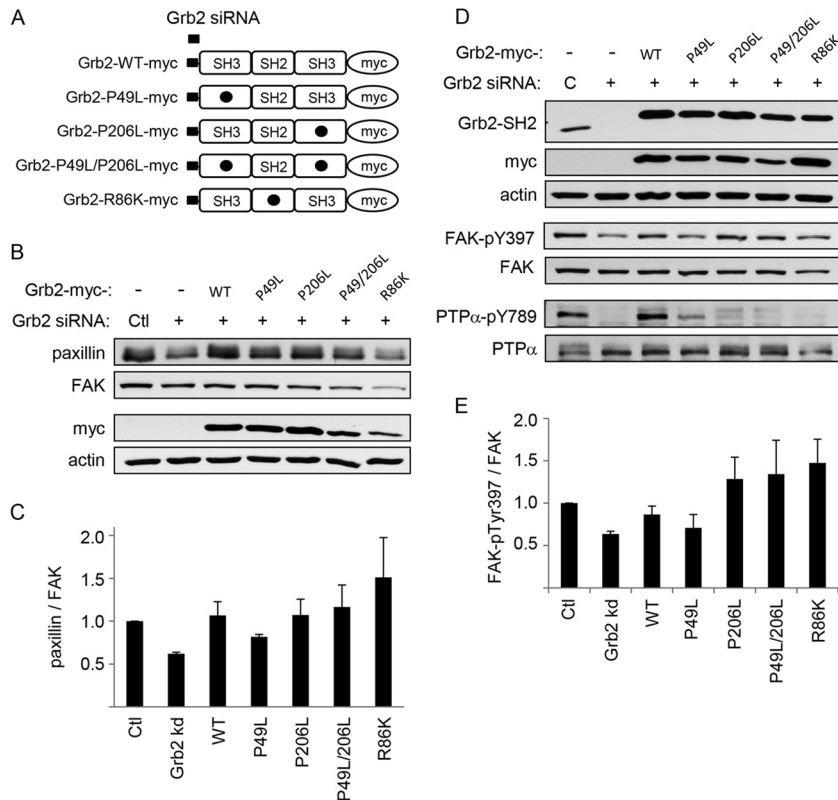 A
Grb2 siRNA
Grb2-WT-myc SH3 SH2 SH3 myc
Grb2-P49L-myc SH2 SH3 myc
Grb2-P206L-myc SH3 SH2 myc
Grb2-P49L/P206L-myc SH2 myc
Grb2-R86K-myc SH3 SH3 myc
B
Grb2-myc-: - - WT P49L P206L P49/206L R86K
Grb2 siRNA: Ctl + + + + + +
paxillin
FAK
myc
actin
C
paxillin / FAK
2.0
1.5
1.0
0.5
Ctl Grb2 kd WT P49L P206L P49L/206L R86K
D
Grb2-myc-: - - WT P49L P206L P49/206L R86K
Grb2 siRNA: C + + + + + +
Grb2-SH2
myc
actin
FAK-pY397
FAK
PTPα-pY789
PTPα
E
FAK-pTyr397 / FAK
2.0
1.5
1.0
0.5
Ctl Grb2 kd WT P49L P206L P49L/206L R86K